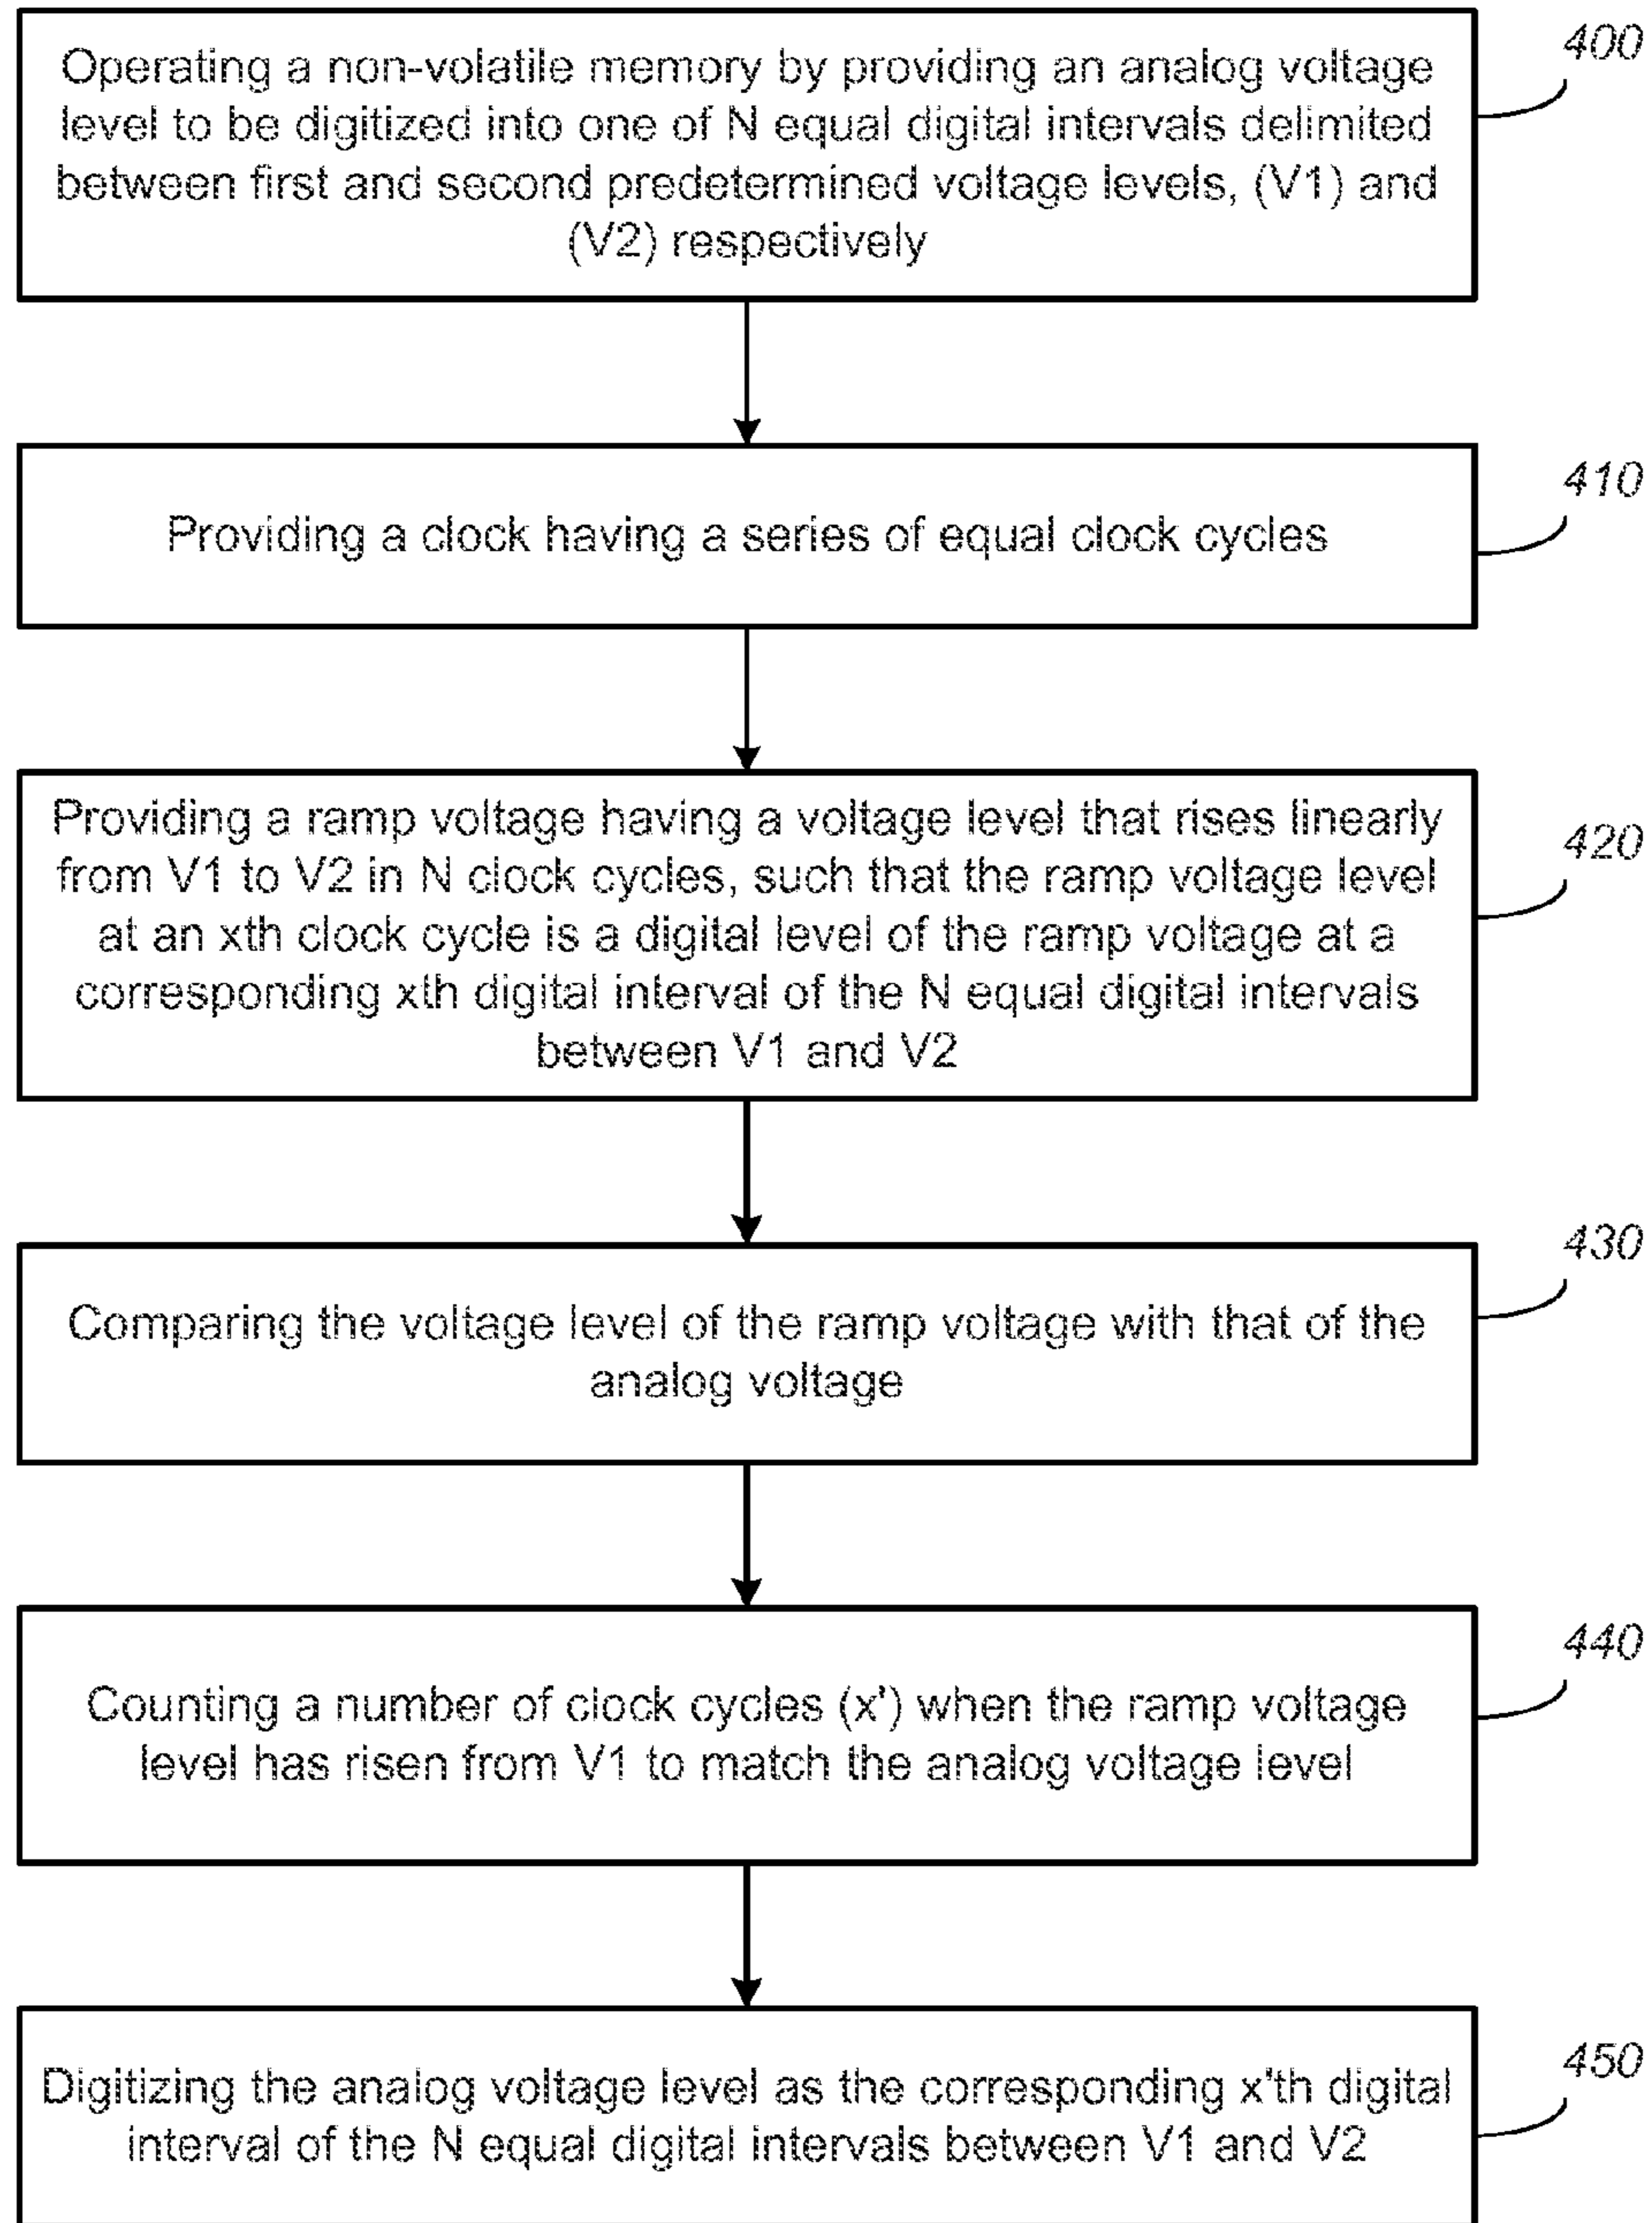 400
Operating a non-volatile memory by providing an analog voltage
level to be digitized into one of N equal digital intervals delimited
between first and second predetermined voltage levels, (V1) and
(V2) respectively
410
Providing a clock having a series of equal clock cycles
420
Providing a ramp voltage having a voltage level that rises linearly
from V1 to V2 in N clock cycles, such that the ramp voltage level
at an xth clock cycle is a digital level of the ramp voltage at a
corresponding xth digital interval of the N equal digital intervals
between V1 and V2
430
Comparing the voltage level of the ramp voltage with that of the
analog voltage
440
Counting a number of clock cycles (x') when the ramp voltage
level has risen from V1 to match the analog voltage level
450
Digitizing the analog voltage level as the corresponding x'th digital
interval of the N equal digital intervals between V1 and V2